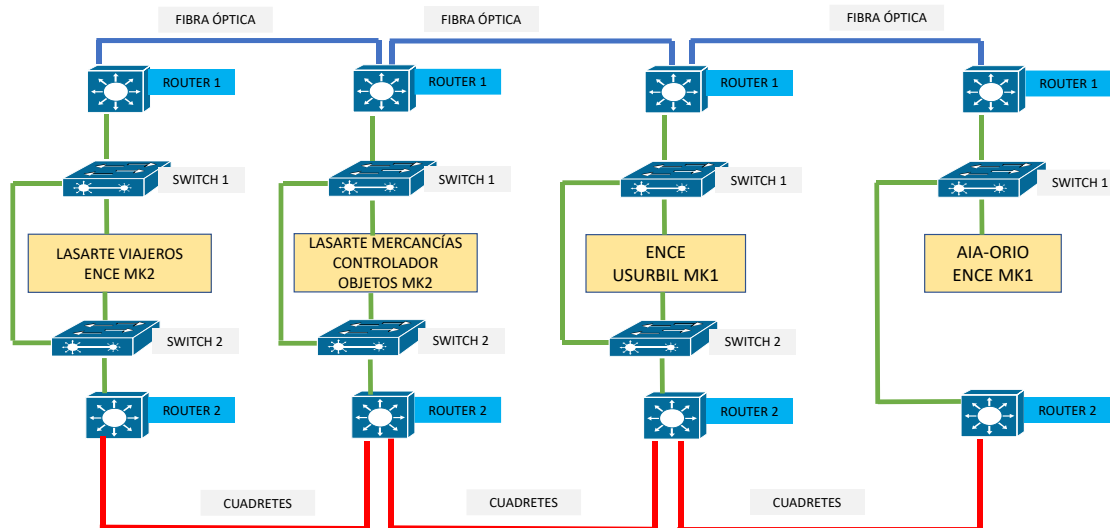 FIBRA ÓPTICA
FIBRA ÓPTICA
FIBRA ÓPTICA
ROUTER 1
ROUTER 1
ROUTER 1
ROUTER 1
SWITCH 1
SWITCH 1
SWITCH 1
SWITCH 1
LASARTE VIAJEROS
ENCE MK2
LASARTE MERCANCÍAS
CONTROLADOR
OBJETOS MK2
ENCE
USURBIL MK1
AIA-ORIO
ENCE MK1
SWITCH 2
SWITCH 2
SWITCH 2
ROUTER 2
ROUTER 2
ROUTER 2
ROUTER 2
CUADRETES
CUADRETES
CUADRETES